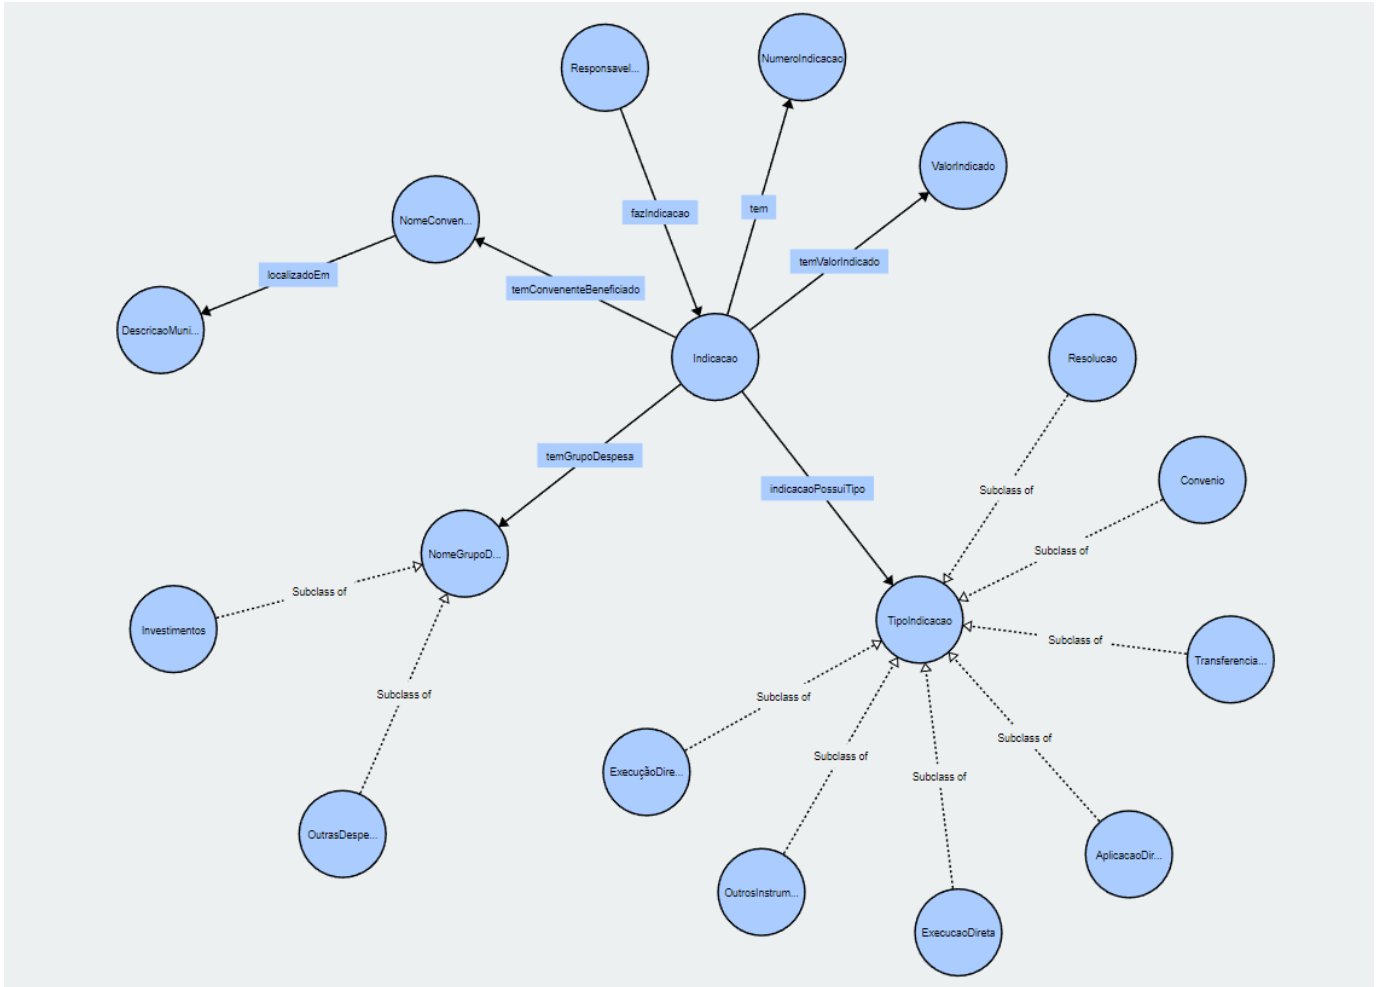 NumeroIndicacao
Responsavel...
ValorIndicado
tem
fazIndicacao
NomeConven...
temValorIndicado
localizadoEm
temConvenenteBeneficiado
DescricaoMuni...
Indicacao
Resolucao
temGrupoDespesa
Convenio
indicacaoPossuiTipo
Subclass of
Subclass of
NomeGrupoD...
Subclass of
TipoIndicacao
Investimentos
Subclass of
Transferencia...
Subclass of
Subclass of
Subclass of
Subclass of
ExecuçãoDire...
Subclass of
OutrasDespe...
AplicacaoDir...
OutrosInstrum...
ExecucaoDireta